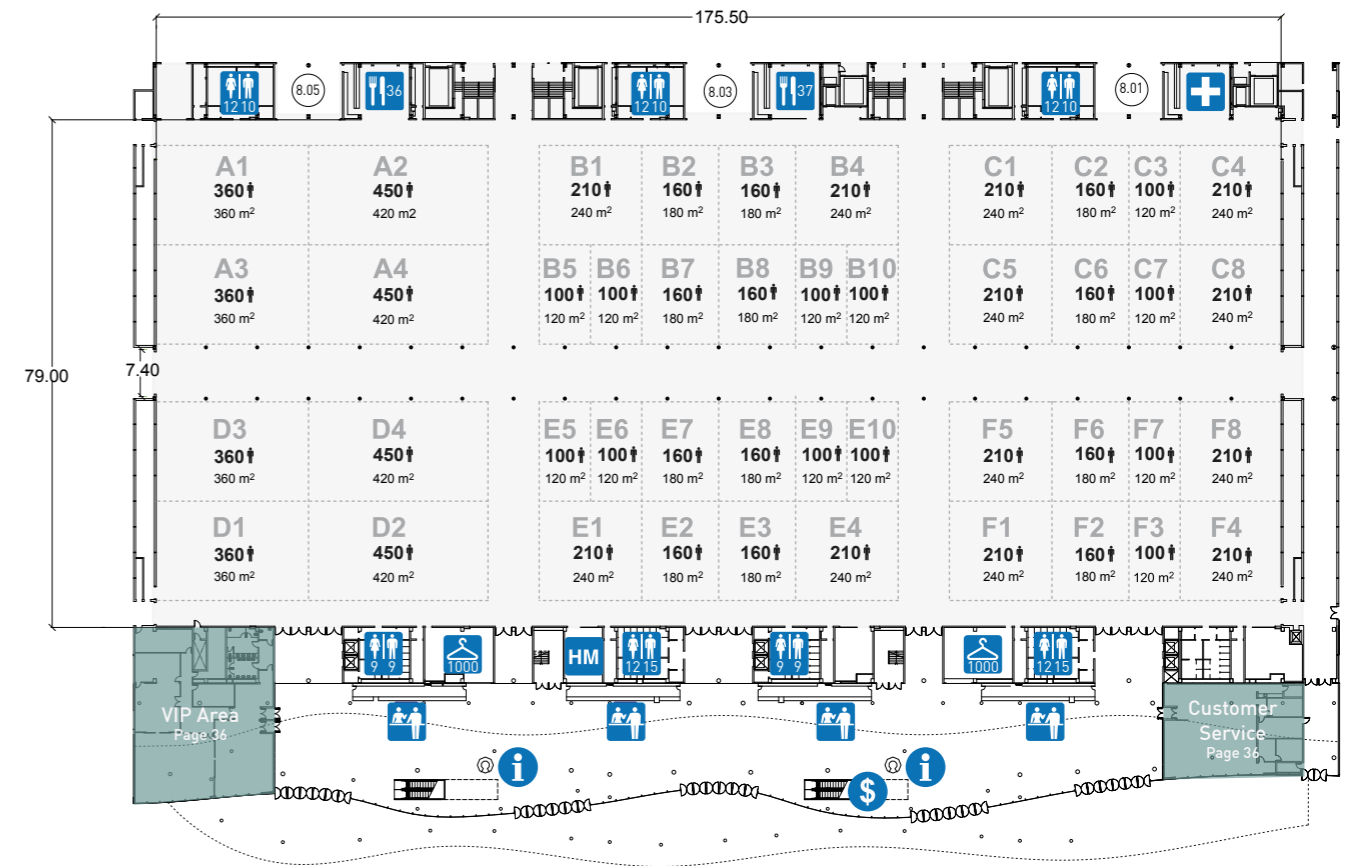 175.50
12 10
8.05
36
12 10
8.03
37
12 10
8.01
A1 A2 B1 B2 B3 B4 C1 C2 C3 C4
360 450 210 160 160 210 210 160 100 210
360 m² 420 m2 240 m² 180 m² 180 m² 240 m² 240 m² 180 m² 120 m² 240 m²
A3 A4 B5 B6 B7 B8 B9 B10 C5 C6 C7 C8
360 450 100 100 160 160 100 100 210 160 100 210
360 m² 420 m² 120 m² 120 m² 180 m² 180 m² 120 m² 120 m² 240 m² 180 m² 120 m² 240 m²
79.00
7.40
D3 D4 E5 E6 E7 E8 E9 E10 F5 F6 F7 F8
360 450 100 100 160 160 100 100 210 160 100 210
360 m² 420 m² 120 m² 120 m² 180 m² 180 m² 120 m² 120 m² 240 m² 180 m² 120 m² 240 m²
D1 D2 E1 E2 E3 E4 F1 F2 F3 F4
360 450 210 160 160 210 210 160 100 210
360 m² 420 m² 240 m² 180 m² 180 m² 240 m² 240 m² 180 m² 120 m² 240 m²
9 9
1000
HM
12 15
9 9
1000
12 15
VIP Area
Page 36
Customer
Service
Page 36
i
i
$